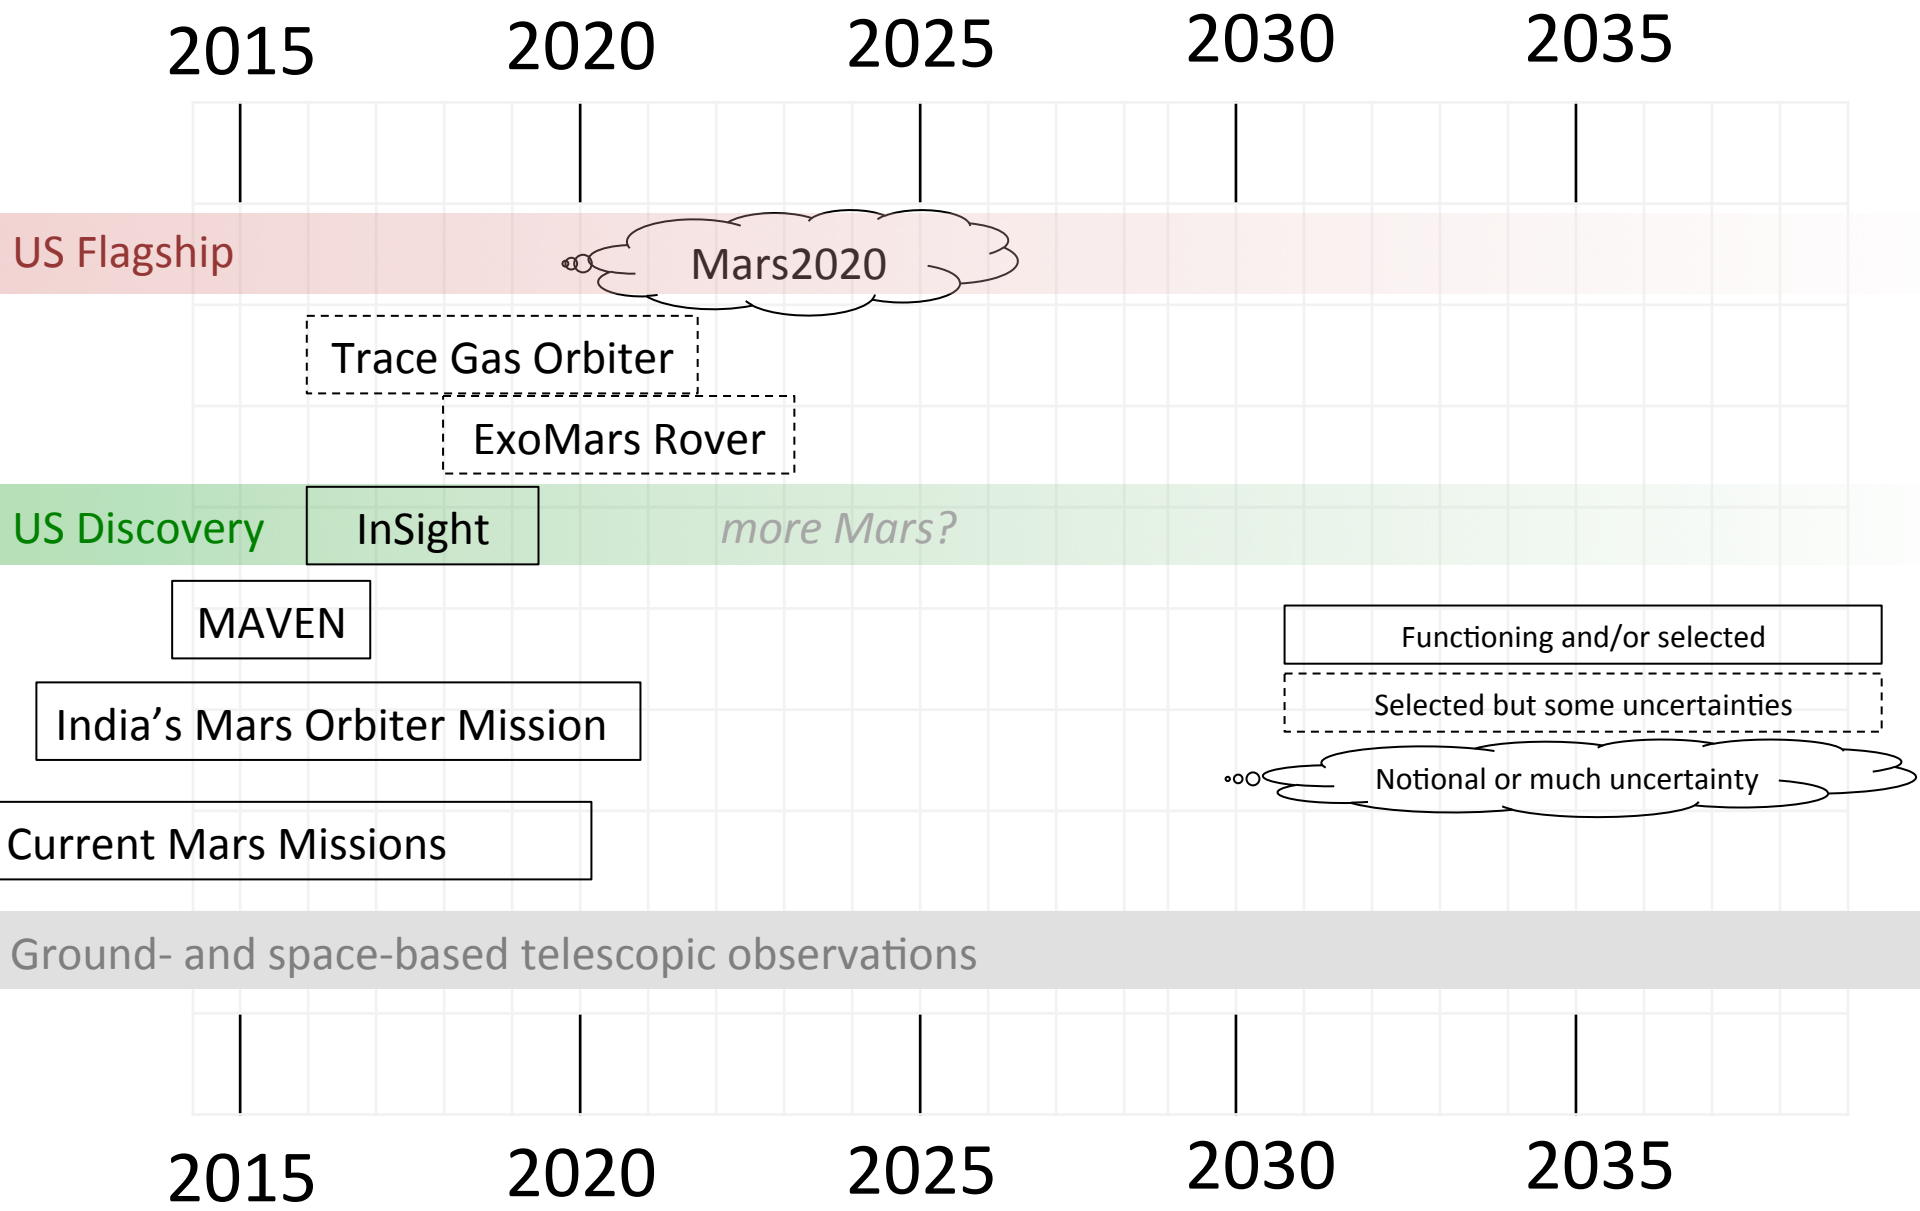 2015 2020 2025 2030 2035
US Flagship Mars2020
Trace Gas Orbiter
ExoMars Rover
US Discovery InSight more Mars?
MAVEN
Functioning and/or selected
India’s Mars Orbiter Mission
Selected but some uncertainties
Notional or much uncertainty
Current Mars Missions
Ground- and space-based telescopic observations
2015 2020 2025 2030 2035